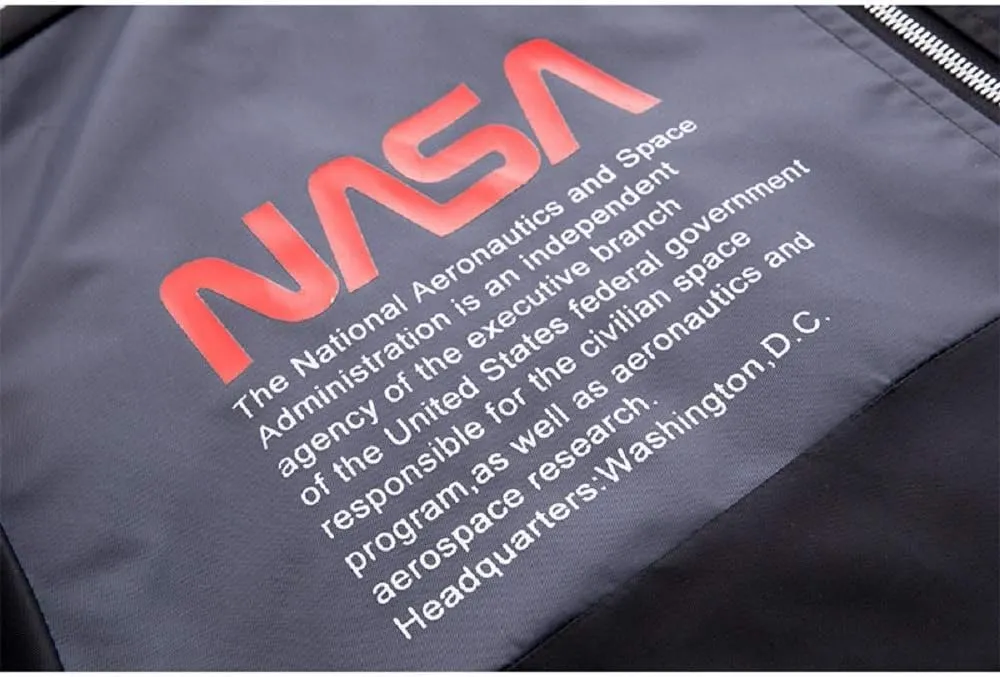 NASA
The National Aeronautics and Space
Administration is an independent
agency of the executive branch
of the United States federal government
responsible for the civilian space
program,as well as aeronautics and
aerospace research.
Headquarters:Washington,D.C.